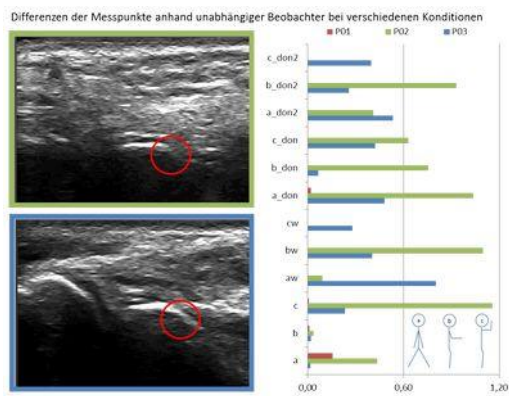 Differenzen der Messpunkte anhand unabhängiger Beobachter bei verschiedenen Konditionen
P01 P02 P03
c_don2
b_don2
a_don2
c_don
b_don
a_don
cw
bw
aw
c
b
a
a b c
0,00 0,60 1,20